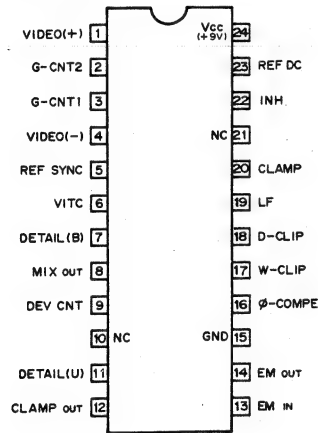 VIDEO(+) 1 Vcc (+9V) 24
G-CNT2 2 23 REF DC
G-CNT1 3 22 INH
VIDEO(-) 4 NC 21
REF SYNC 5 20 CLAMP
VITC 6 19 LF
DETAIL(B) 7 18 D-CLIP
MIX OUT 8 17 W-CLIP
DEV CNT 9 16 Ø-COMPE
10 NC GND 15
DETAIL(U) 11 14 EM OUT
CLAMP OUT 12 13 EM IN